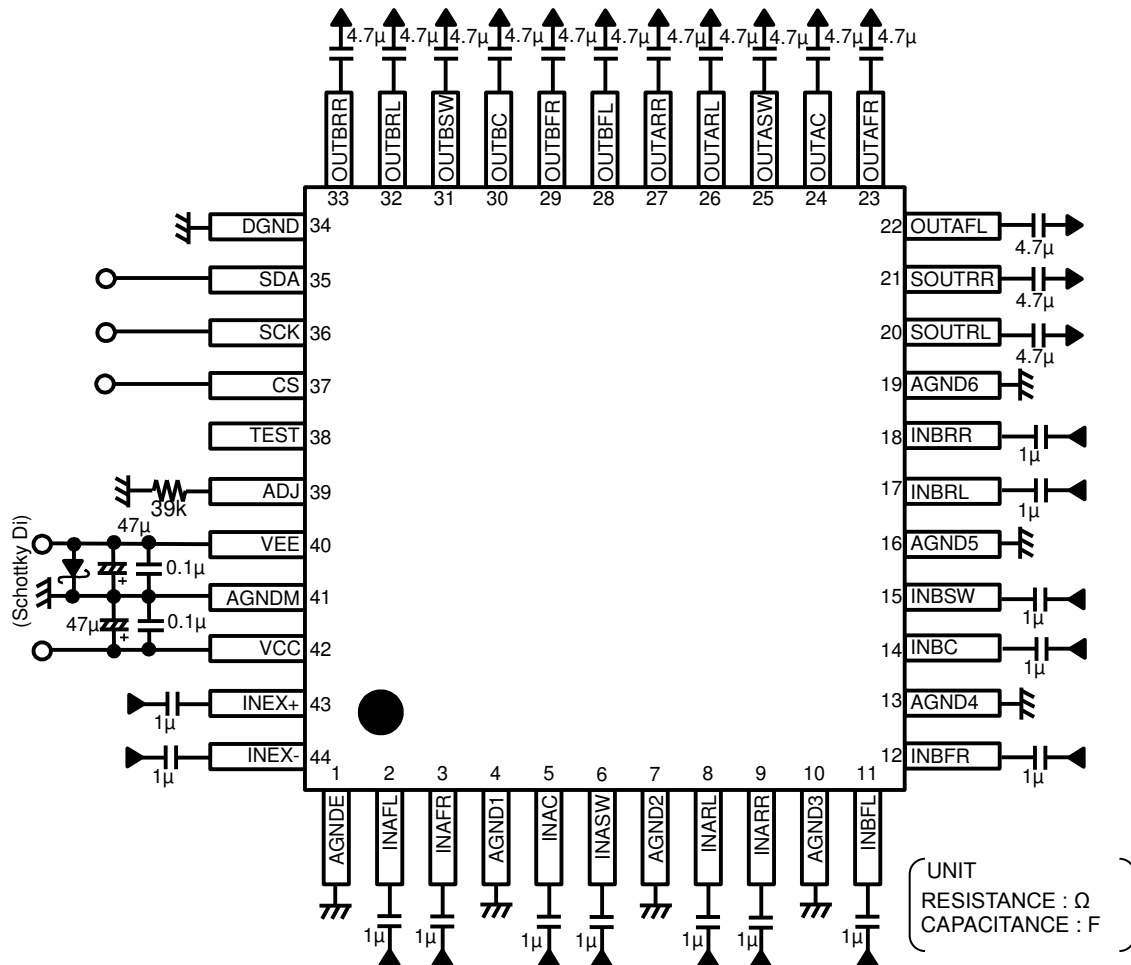 4.7μ 4.7μ 4.7μ 4.7μ 4.7μ 4.7μ 4.7μ 4.7μ 4.7μ 4.7μ 4.7μ
OUTBRR OUTBRL OUTBSW OUTBC OUTBFR OUTBFL OUTARR OUTARL OUTASW OUTAC OUTAFR
33 32 31 30 29 28 27 26 25 24 23
DGND 34
SDA 35
SCK 36
CS 37
TEST 38
ADJ 39
39k
47μ
VEE 40
0.1μ
(Schottky Di)
AGNDM 41
47μ
0.1μ
VCC 42
INEX+ 43
1μ
INEX- 44
1μ
22 OUTAFL
4.7μ
21 SOUTRR
4.7μ
20 SOUTRL
4.7μ
19 AGND6
18 INBRR
1μ
17 INBRL
1μ
16 AGND5
15 INBSW
1μ
14 INBC
1μ
13 AGND4
12 INBFR
1μ
1 2 3 4 5 6 7 8 9 10 11
AGNDE INAFL INAFR AGND1 INAC INASW AGND2 INARL INARR AGND3 INBFL
1μ 1μ 1μ 1μ 1μ 1μ 1μ
UNIT
RESISTANCE : Ω
CAPACITANCE : F